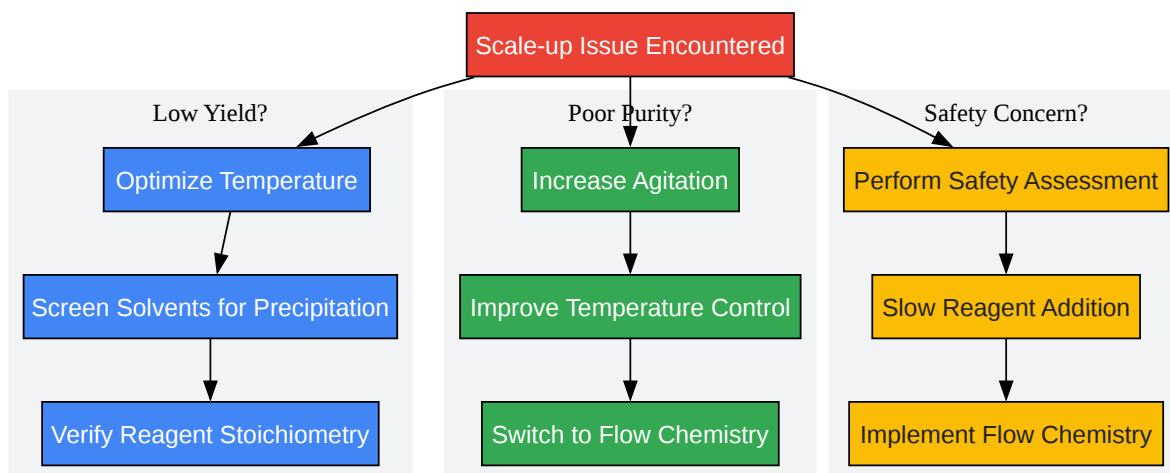 Scale-up Issue Encountered
Low Yield?
Poor Purity?
Safety Concern?
Optimize Temperature
Increase Agitation
Perform Safety Assessment
Screen Solvents for Precipitation
Improve Temperature Control
Slow Reagent Addition
Verify Reagent Stoichiometry
Switch to Flow Chemistry
Implement Flow Chemistry